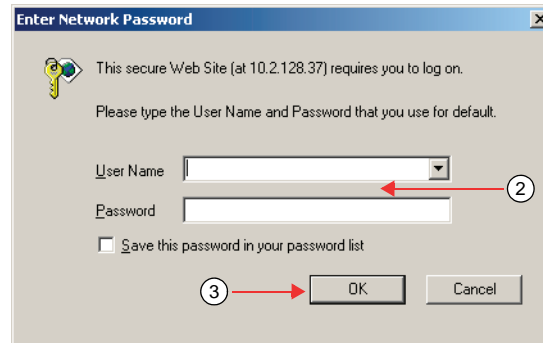 Enter Network Password
This secure Web Site (at 10.2.128.37) requires you to log on.
Please type the User Name and Password that you use for default.
User Name
2
Password
Save this password in your password list
3 OK Cancel